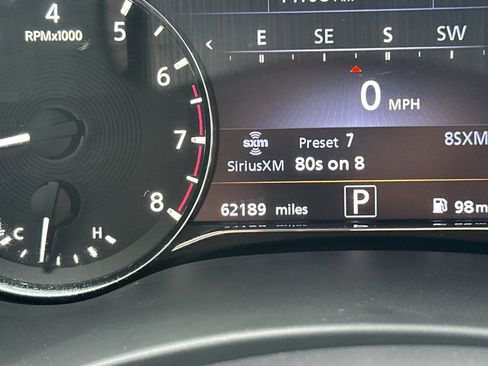 4
5
RPMx1000
6
7
8
C H
E SE S SW
0 MPH
sxm Preset 7 8SXM
SiriusXM 80s on 8
62189 miles P 98m